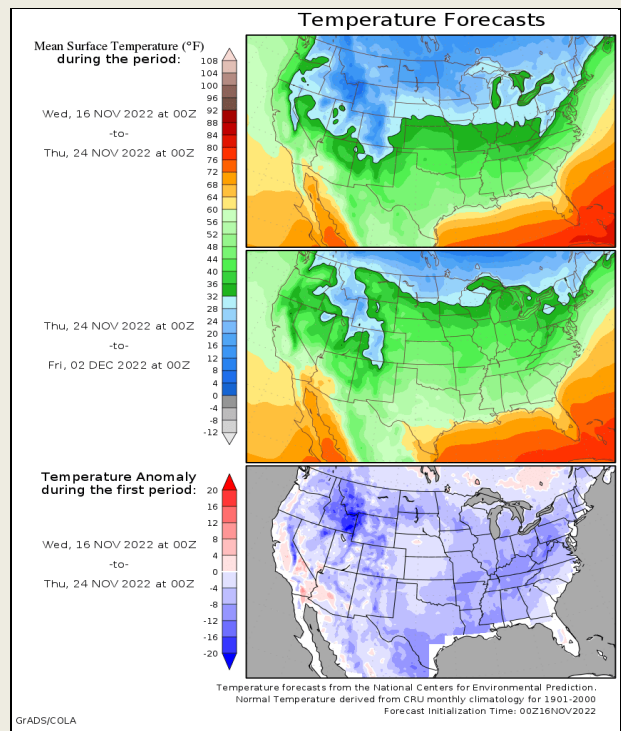 Temperature Forecasts
Mean Surface Temperature (°F)
during the period:
Wed, 16 NOV 2022 at 00Z
-to-
Thu, 24 NOV 2022 at 00Z
108
104
100
96
92
88
84
80
76
72
68
64
60
56
52
48
44
40
36
32
28
24
20
16
12
8
4
0
-4
-8
-12
Thu, 24 NOV 2022 at 00Z
-to-
Fri, 02 DEC 2022 at 00Z
Temperature Anomaly
during the first period:
Wed, 16 NOV 2022 at 00Z
-to-
Thu, 24 NOV 2022 at 00Z
20
16
12
8
4
0
-4
-8
-12
-16
-20
Temperature forecasts from the National Centers for Environmental Prediction.
Normal Temperature derived from CRU monthly climatology for 1901-2000
Forecast Initialization Time: 00Z16NOV2022
GrADS/COLA